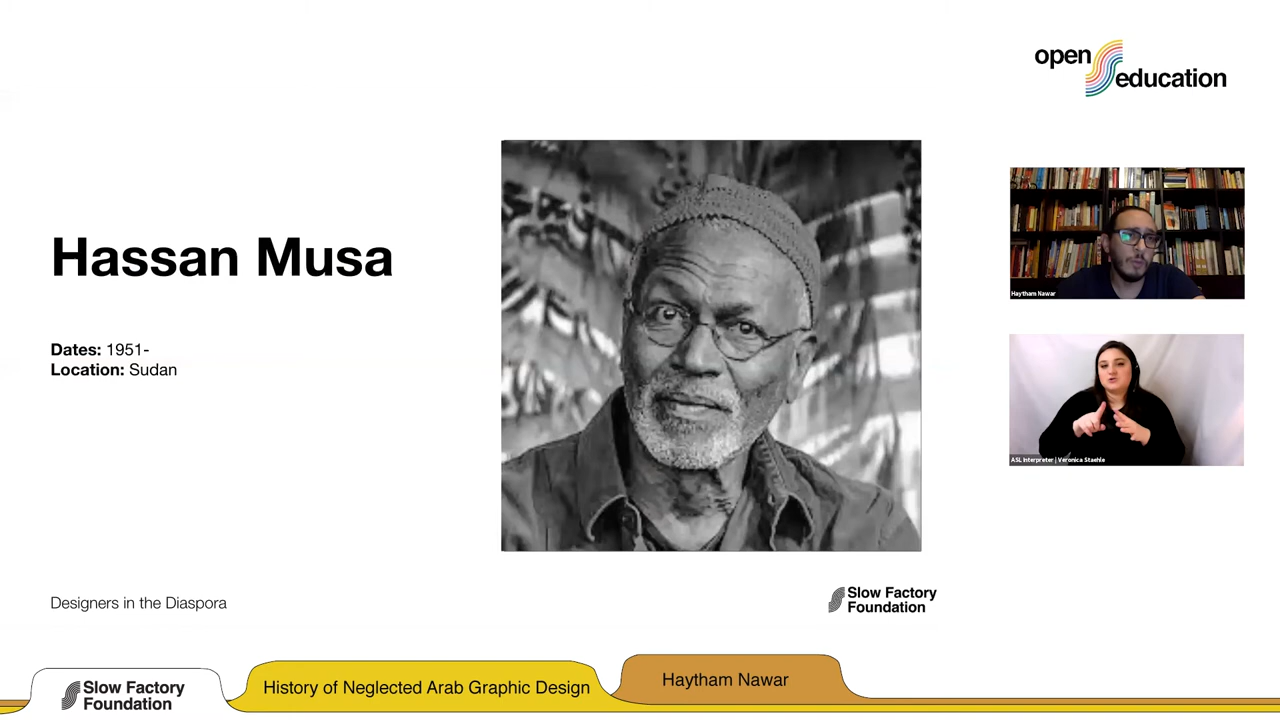 open
education
Hassan Musa
Dates: 1951-
Location: Sudan
Haytham Nawar
ASL Interpreter | Veronica Staehle
Designers in the Diaspora
Slow Factory
Foundation
Slow Factory
Foundation
History of Neglected Arab Graphic Design
Haytham Nawar